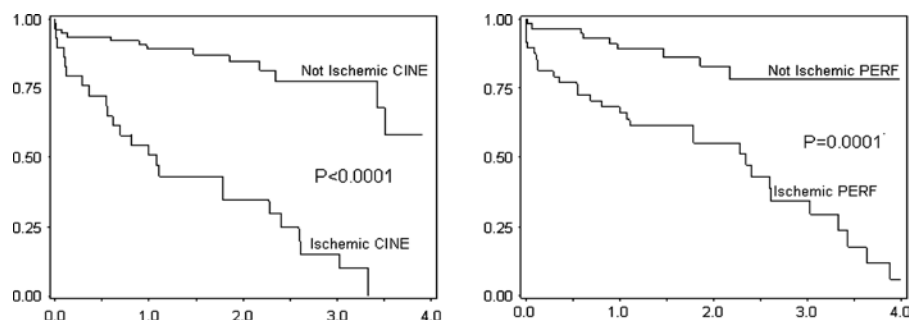 1.00
Not Ischemic CINE
0.75
0.50
P<0.0001
0.25
Ischemic CINE
0.00
0.0 1.0 2.0 3.0 4.0
1.00
Not Ischemic PERF
0.75
P=0.0001
0.50
Ischemic PERF
0.25
0.00
0.0 1.0 2.0 3.0 4.0